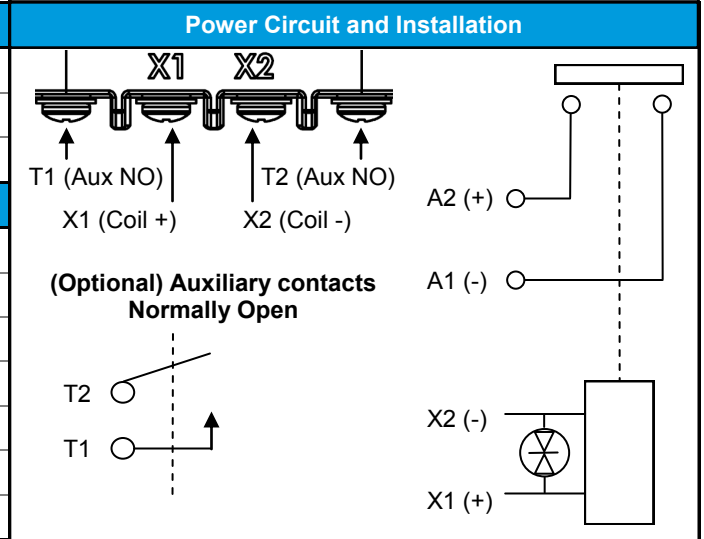 Power Circuit and Installation
X1 X2
T1 (Aux NO) T2 (Aux NO)
X1 (Coil +) X2 (Coil -)
(Optional) Auxiliary contacts
Normally Open
T2
T1
A2 (+)
A1 (-)
X2 (-)
X1 (+)